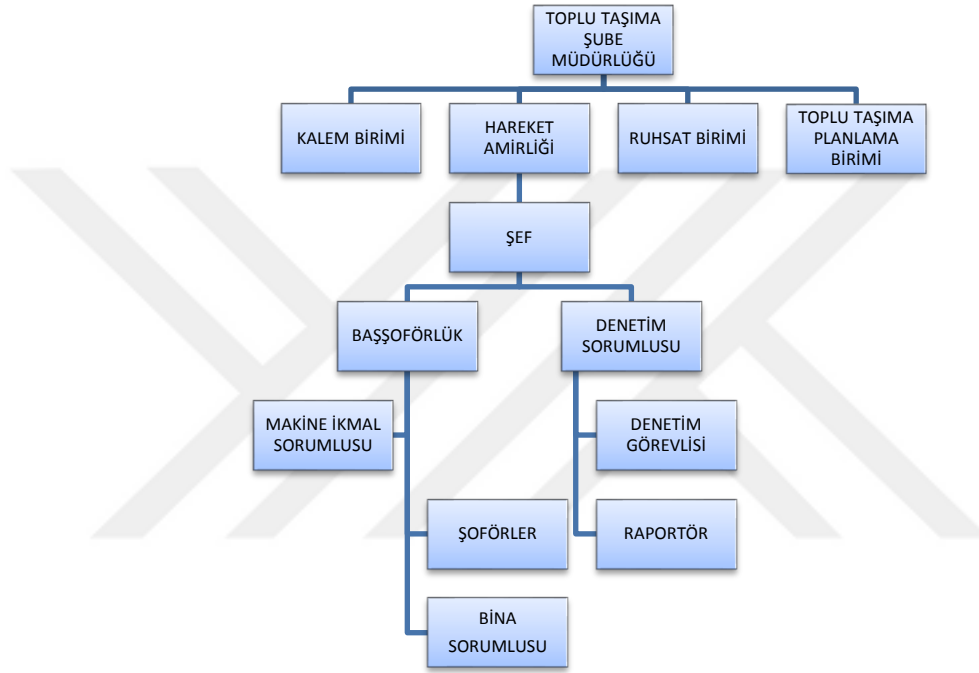 TOPLU TAŞIMA
ŞUBE
MÜDÜRLÜĞÜ
KALEM BİRİMİ
HAREKET
AMİRLİĞİ
RUHSAT BİRİMİ
TOPLU TAŞIMA
PLANLAMA
BİRİMİ
ŞEF
BAŞŞOFÖRLÜK
DENETİM
SORUMLUSU
MAKİNE İKMAL
SORUMLUSU
DENETİM
GÖREVLİSİ
ŞOFÖRLER
RAPORTÖR
BİNA
SORUMLUSU